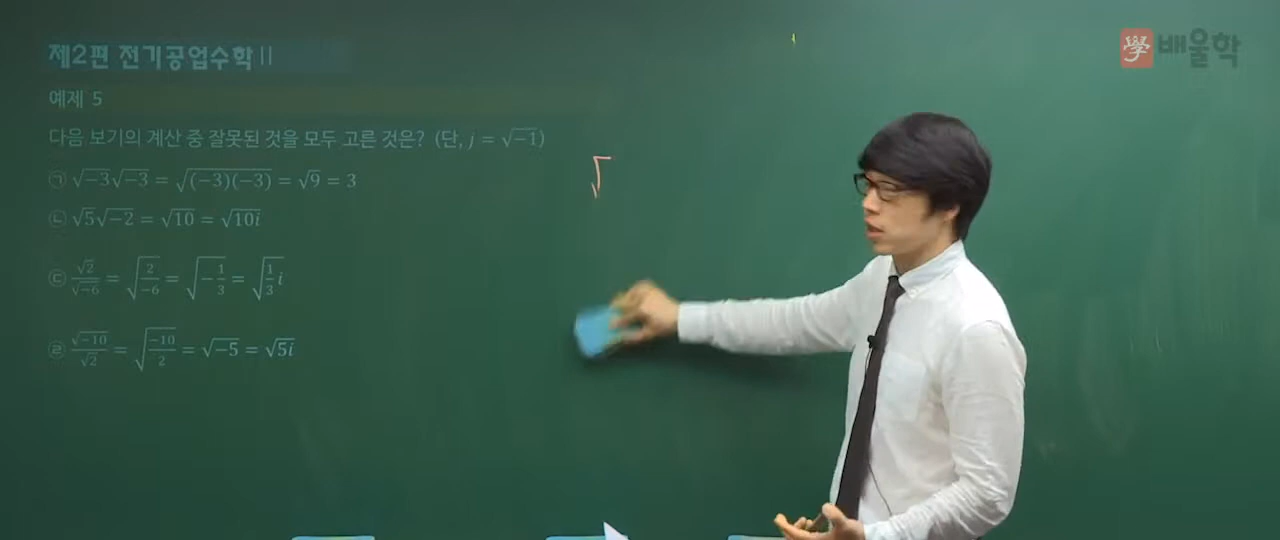 제2편 전기공업수학 II
學 배울학
예제 5
다음 보기의 계산 중 잘못된 것을 모두 고른 것은? (단, j = √-1)
㉠ √-3√-3 = √(-3)(-3) = √9 = 3
㉡ √5√-2 = √10 = √10i
㉢ √2/√-6 = √2/-6 = √-1/3 = √1/3 i
㉣ √-10/√2 = √-10/2 = √-5 = √5i
√